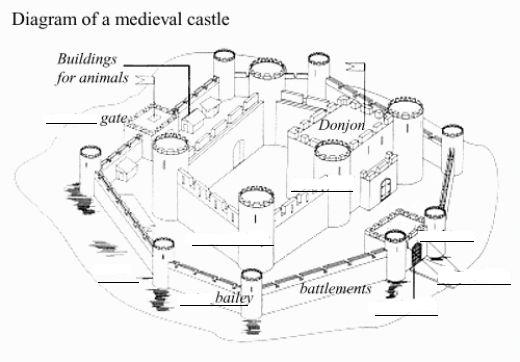 Diagram of a medieval castle
Buildings
for animals
gate
Donjon
bailey
battlements